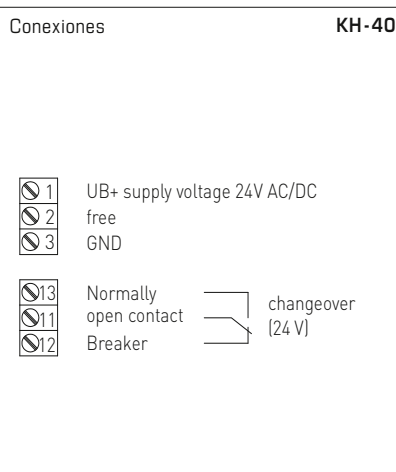 Conexiones KH-40
1 UB+ supply voltage 24V AC/DC
2 free
3 GND
13 Normally
11 open contact
12 Breaker
changeover
(24 V)